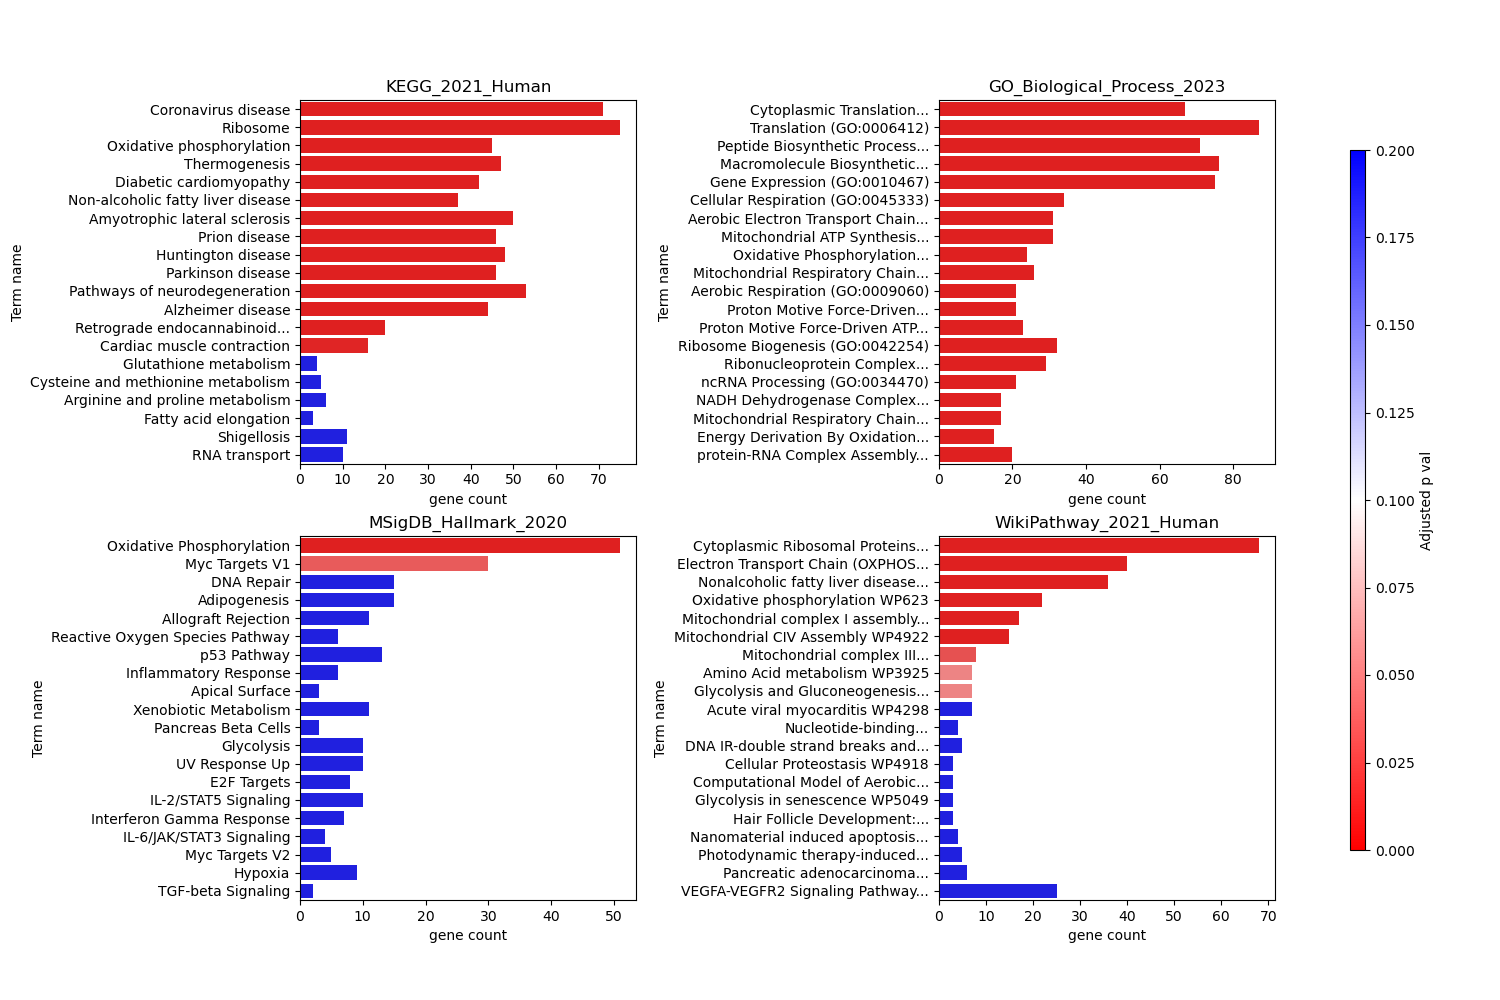 KEGG_2021_Human
Term name
Coronavirus disease
Ribosome
Oxidative phosphorylation
Thermogenesis
Diabetic cardiomyopathy
Non-alcoholic fatty liver disease
Amyotrophic lateral sclerosis
Prion disease
Huntington disease
Parkinson disease
Pathways of neurodegeneration
Alzheimer disease
Retrograde endocannabinoid...
Cardiac muscle contraction
Glutathione metabolism
Cysteine and methionine metabolism
Arginine and proline metabolism
Fatty acid elongation
Shigellosis
RNA transport
0 10 20 30 40 50 60 70
gene count
GO_Biological_Process_2023
Term name
Cytoplasmic Translation...
Translation (GO:0006412)
Peptide Biosynthetic Process...
Macromolecule Biosynthetic...
Gene Expression (GO:0010467)
Cellular Respiration (GO:0045333)
Aerobic Electron Transport Chain...
Mitochondrial ATP Synthesis...
Oxidative Phosphorylation...
Mitochondrial Respiratory Chain...
Aerobic Respiration (GO:0009060)
Proton Motive Force-Driven...
Proton Motive Force-Driven ATP...
Ribosome Biogenesis (GO:0042254)
Ribonucleoprotein Complex...
ncRNA Processing (GO:0034470)
NADH Dehydrogenase Complex...
Mitochondrial Respiratory Chain...
Energy Derivation By Oxidation...
protein-RNA Complex Assembly...
0 20 40 60 80
gene count
MSigDB_Hallmark_2020
Term name
Oxidative Phosphorylation
Myc Targets V1
DNA Repair
Adipogenesis
Allograft Rejection
Reactive Oxygen Species Pathway
p53 Pathway
Inflammatory Response
Apical Surface
Xenobiotic Metabolism
Pancreas Beta Cells
Glycolysis
UV Response Up
E2F Targets
IL-2/STAT5 Signaling
Interferon Gamma Response
IL-6/JAK/STAT3 Signaling
Myc Targets V2
Hypoxia
TGF-beta Signaling
0 10 20 30 40 50
gene count
WikiPathway_2021_Human
Term name
Cytoplasmic Ribosomal Proteins...
Electron Transport Chain (OXPHOS...
Nonalcoholic fatty liver disease...
Oxidative phosphorylation WP623
Mitochondrial complex I assembly...
Mitochondrial CIV Assembly WP4922
Mitochondrial complex III...
Amino Acid metabolism WP3925
Glycolysis and Gluconeogenesis...
Acute viral myocarditis WP4298
Nucleotide-binding...
DNA IR-double strand breaks and...
Cellular Proteostasis WP4918
Computational Model of Aerobic...
Glycolysis in senescence WP5049
Hair Follicle Development:...
Nanomaterial induced apoptosis...
Photodynamic therapy-induced...
Pancreatic adenocarcinoma...
VEGFA-VEGFR2 Signaling Pathway...
0 10 20 30 40 50 60 70
gene count
0.200
0.175
0.150
0.125
0.100
0.075
0.050
0.025
0.000
Adjusted p val